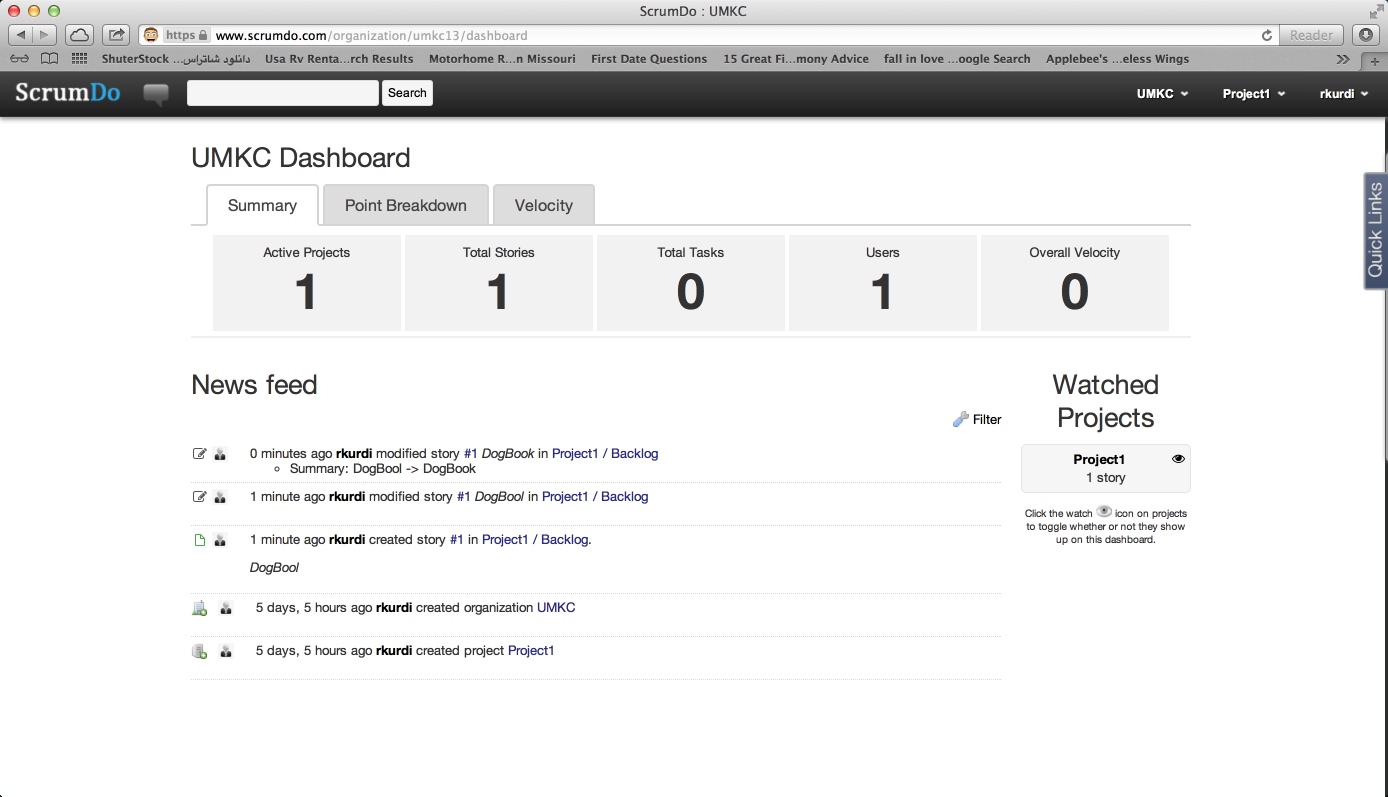 ScrumDo : UMKC
https www.scrumdo.com/organization/umkc13/dashboard Reader
ShuterStock ...دانلود شاتراس Usa Rv Renta...rch Results Motorhome R...n Missouri First Date Questions 15 Great Fi...mony Advice fall in love ...oogle Search Applebee's ...eless Wings
ScrumDo Search UMKC Project1 rkurdi
UMKC Dashboard
Quick Links
Summary Point Breakdown Velocity
Active Projects Total Stories Total Tasks Users Overall Velocity
1 1 0 1 0
News feed
Watched
Projects
Filter
0 minutes ago rkurdi modified story #1 DogBook in Project1 / Backlog
Summary: DogBool -> DogBook
1 minute ago rkurdi modified story #1 DogBool in Project1 / Backlog
1 minute ago rkurdi created story #1 in Project1 / Backlog.
DogBool
5 days, 5 hours ago rkurdi created organization UMKC
5 days, 5 hours ago rkurdi created project Project1
Project1
1 story
Click the watch icon on projects
to toggle whether or not they show
up on this dashboard.